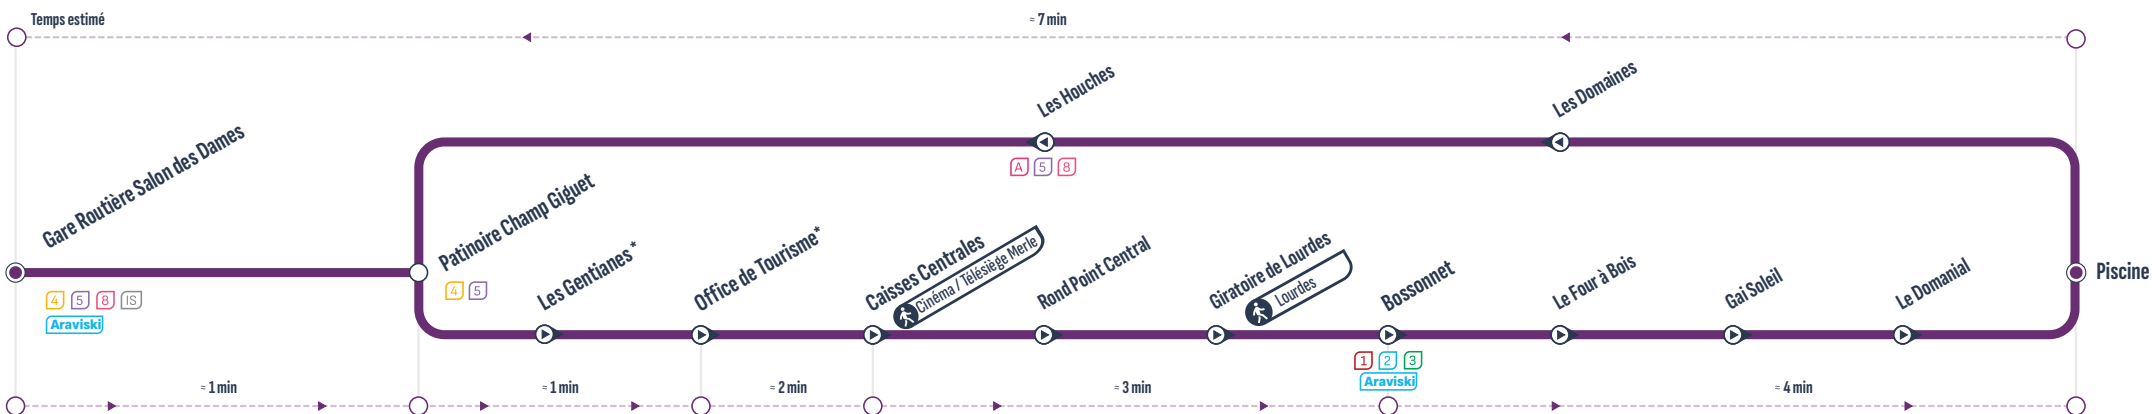 Temps estimé
≈ 7 min
Les Houches
Les Domaines
A 5 8
Gare Routière Salon des Dames
4 5 8 IS
Araviski
Patinoire Champ Giguet
4 5
Les Gentianes*
Office de Tourisme*
Caisses Centrales
Cinéma / Télésiège Merle
Rond Point Central
Giratoire de Lourdes
Lourdes
Bossonnet
1 2 3
Araviski
Le Four à Bois
Gai Soleil
Le Domanial
Piscine
≈ 1 min
≈ 1 min
≈ 2 min
≈ 3 min
≈ 4 min